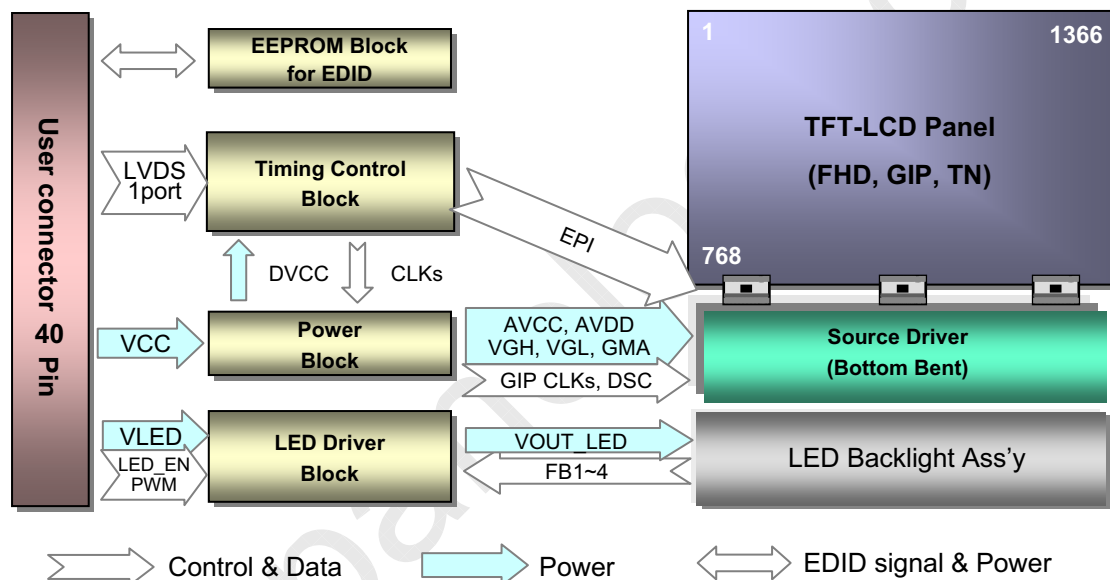 EEPROM Block
for EDID
1
1366
TFT-LCD Panel
(FHD, GIP, TN)
768
User connector 40 Pin
LVDS
1port
Timing Control
Block
EPI
DVCC
CLKs
VCC
Power
Block
AVCC, AVDD
VGH, VGL, GMA
GIP CLKs, DSC
Source Driver
(Bottom Bent)
VLED
LED_EN
PWM
LED Driver
Block
VOUT_LED
FB1~4
LED Backlight Ass'y
Control & Data
Power
EDID signal & Power